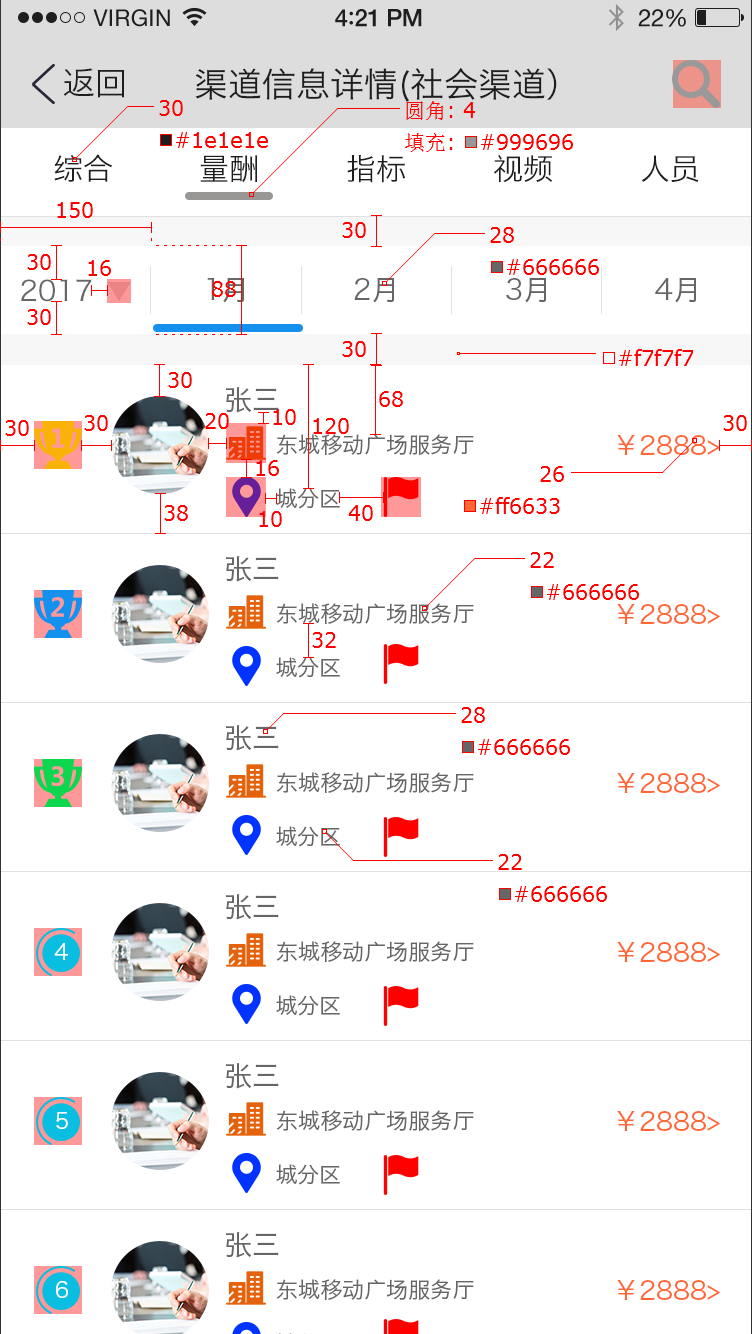 VIRGIN 4:21 PM 22%
返回 渠道信息详情(社会渠道)
30 圆角: 4
#1e1e1e 填充: #999696
综合 量酬 指标 视频 人员
150
30 28
30 16 #666666
2017 1月 88 2月 3月 4月
30
30 #f7f7f7
30
张三 68
30 30 20 10 120 30
1 东城移动广场服务厅 ￥2888>
16 26
城分区
38 10 40 #ff6633
张三 22
#666666
2 东城移动广场服务厅 ￥2888>
32
城分区
28
张三 #666666
3 东城移动广场服务厅 ￥2888>
城分区
22
#666666
张三
4 东城移动广场服务厅 ￥2888>
城分区
张三
5 东城移动广场服务厅 ￥2888>
城分区
张三
6 东城移动广场服务厅 ￥2888>